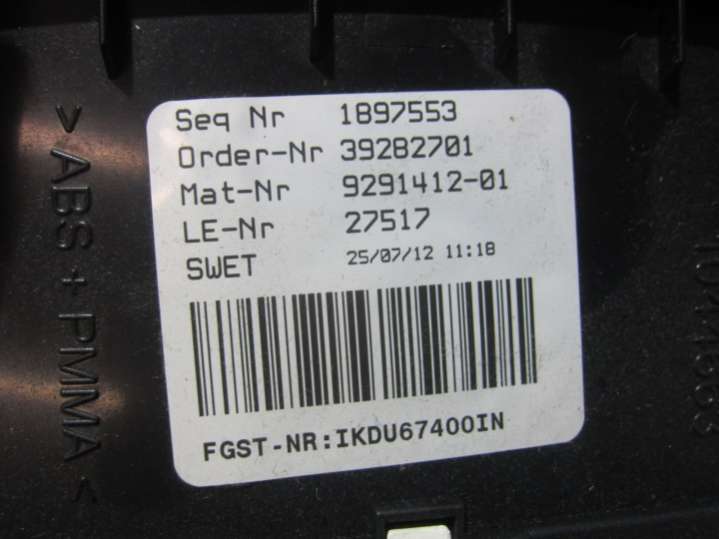 Seq Nr 1897553
Order-Nr 39282701
Mat-Nr 9291412-01
LE-Nr 27517
SWET 25/07/12 11:18
FGST-NR:IKDU67400IN
> ABS + PMMA <